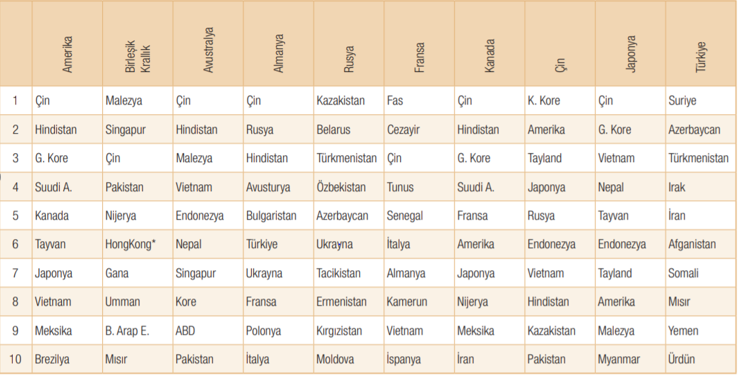 Amerika Birleşik Krallık Avustralya Almanya Rusya Fransa Kanada Çin Japonya Türkiye
1 Çin Malezya Çin Çin Kazakistan Fas Çin K. Kore Çin Suriye
2 Hindistan Singapur Hindistan Rusya Belarus Cezayir Hindistan Amerika G. Kore Azerbaycan
3 G. Kore Çin Malezya Hindistan Türkmenistan Çin G. Kore Tayland Vietnam Türkmenistan
4 Suudi A. Pakistan Vietnam Avusturya Özbekistan Tunus Suudi A. Japonya Nepal Irak
5 Kanada Nijerya Endonezya Bulgaristan Azerbaycan Senegal Fransa Rusya Tayvan İran
6 Tayvan HongKong* Nepal Türkiye Ukrayna İtalya Amerika Endonezya Endonezya Afganistan
7 Japonya Gana Singapur Ukrayna Tacikistan Almanya Japonya Vietnam Tayland Somali
8 Vietnam Umman Kore Fransa Ermenistan Kamerun Nijerya Hindistan Amerika Mısır
9 Meksika B. Arap E. ABD Polonya Kırgızistan Vietnam Meksika Kazakistan Malezya Yemen
10 Brezilya Mısır Pakistan İtalya Moldova İspanya İran Pakistan Myanmar Ürdün